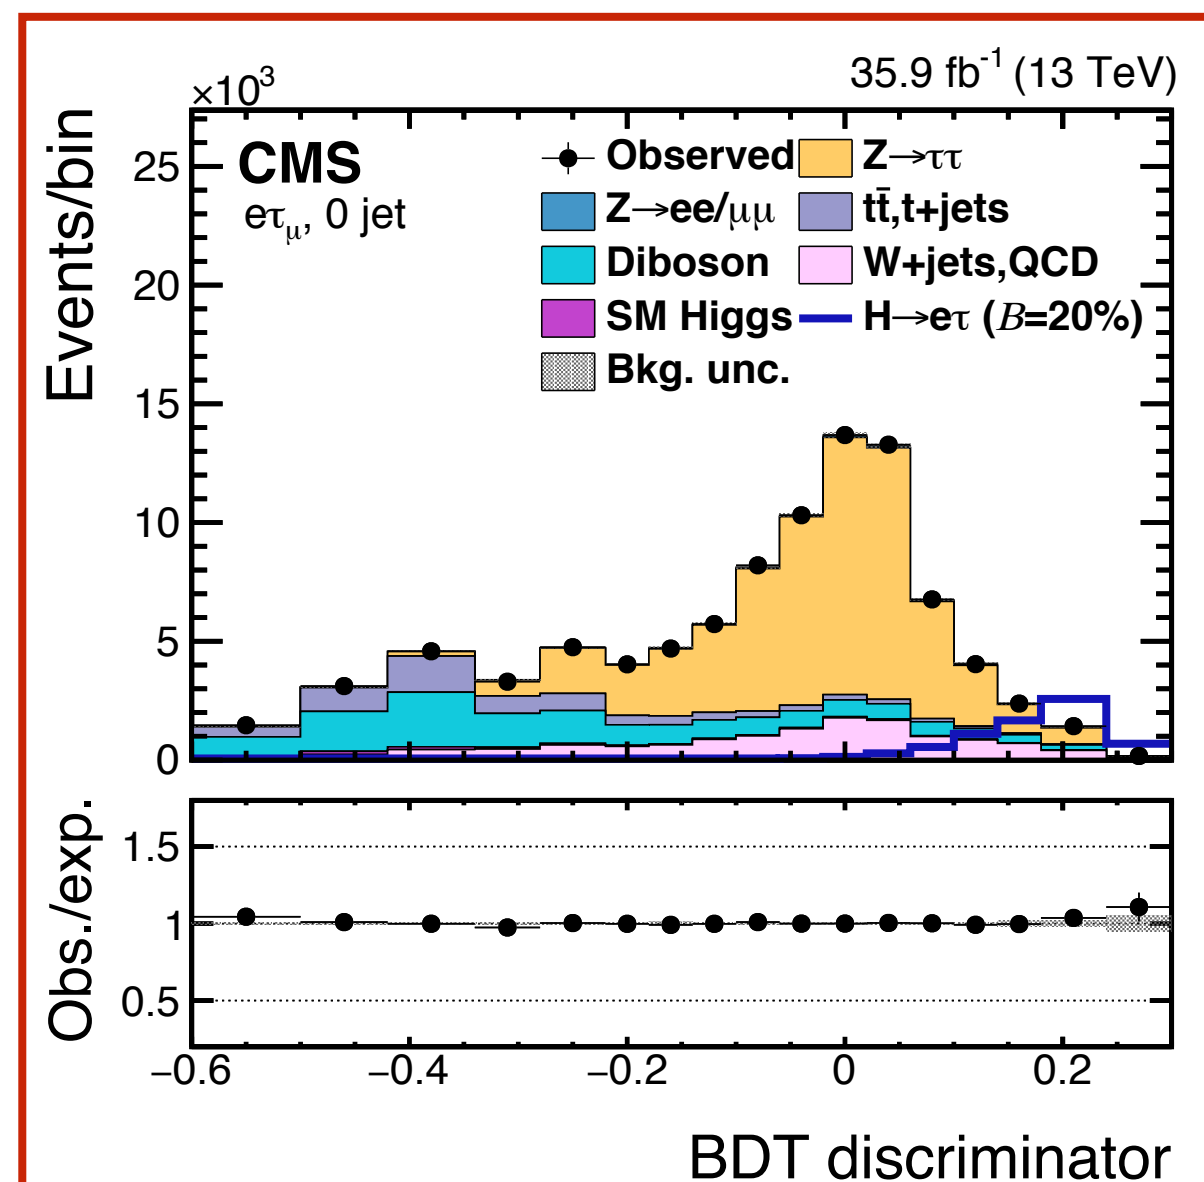 35.9 fb⁻¹ (13 TeV)
×10³
Events/bin
CMS
eτμ, 0 jet
Observed
Z→ττ
Z→ee/μμ
tt̄,t+jets
Diboson
W+jets,QCD
SM Higgs
H→eτ (B=20%)
Bkg. unc.
25
20
15
10
5
0
Obs./exp.
1.5
1
0.5
−0.6 −0.4 −0.2 0 0.2
BDT discriminator